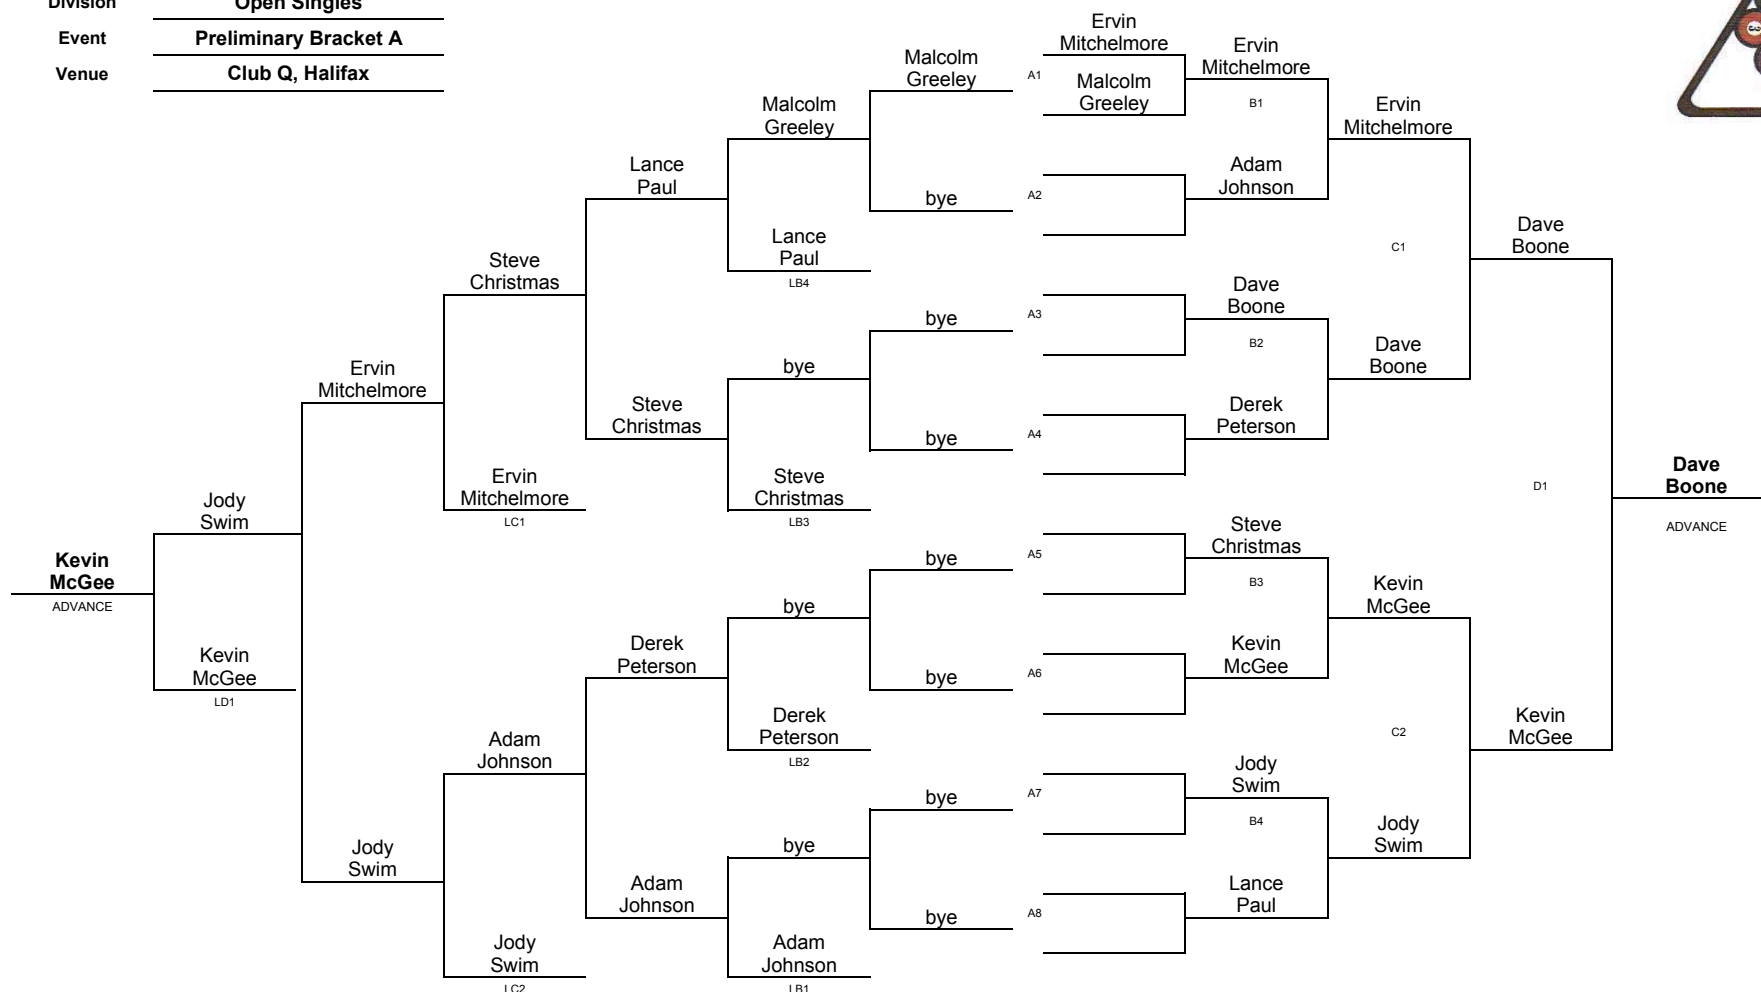 Division Open Singles
Event Preliminary Bracket A
Venue Club Q, Halifax
Kevin
McGee
ADVANCE
Jody
Swim
Kevin
McGee
LD1
Ervin
Mitchelmore
Jody
Swim
Steve
Christmas
Ervin
Mitchelmore
LC1
Adam
Johnson
Jody
Swim
LC2
Lance
Paul
Steve
Christmas
Derek
Peterson
Adam
Johnson
Malcolm
Greeley
Lance
Paul
LB4
bye
Steve
Christmas
LB3
bye
Derek
Peterson
LB2
bye
Adam
Johnson
LB1
Malcolm
Greeley
bye
bye
bye
bye
bye
bye
bye
A1
A2
A3
A4
A5
A6
A7
A8
Ervin
Mitchelmore
Malcolm
Greeley
Ervin
Mitchelmore
B1
Adam
Johnson
Dave
Boone
B2
Derek
Peterson
Steve
Christmas
B3
Kevin
McGee
Jody
Swim
B4
Lance
Paul
Ervin
Mitchelmore
C1
Dave
Boone
Kevin
McGee
C2
Jody
Swim
Dave
Boone
D1
Kevin
McGee
Dave
Boone
ADVANCE